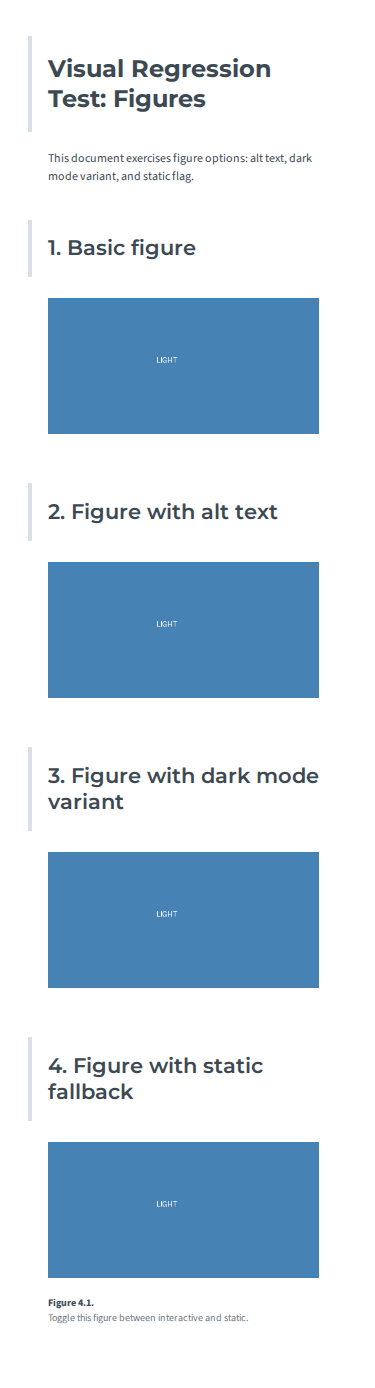 Visual Regression
Test: Figures
This document exercises figure options: alt text, dark
mode variant, and static flag.
1. Basic figure
LIGHT
2. Figure with alt text
LIGHT
3. Figure with dark mode
variant
LIGHT
4. Figure with static
fallback
LIGHT
Figure 4.1.
Toggle this figure between interactive and static.